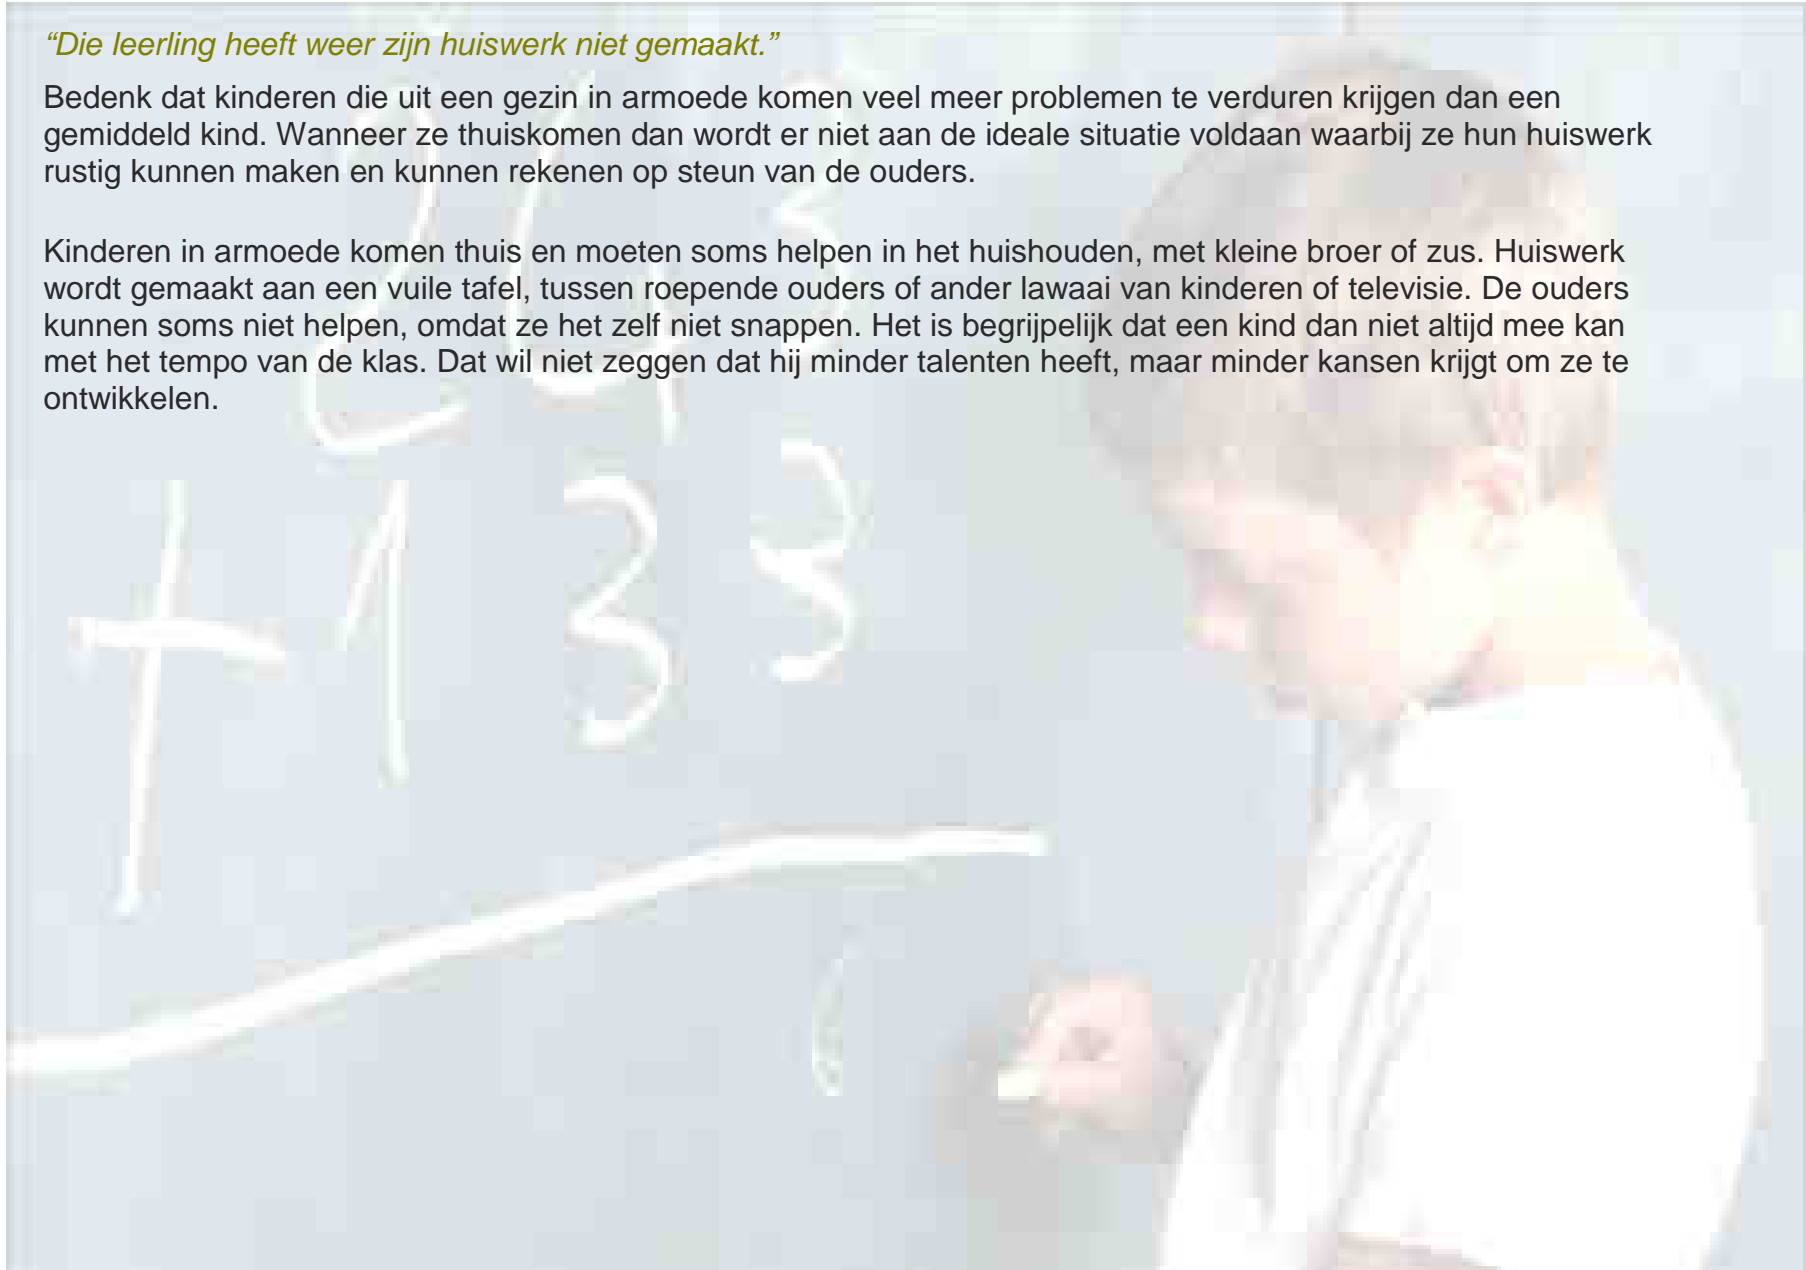 “Die leerling heeft weer zijn huiswerk niet gemaakt.”
Bedenk dat kinderen die uit een gezin in armoede komen veel meer problemen te verduren krijgen dan een
gemiddeld kind. Wanneer ze thuiskomen dan wordt er niet aan de ideale situatie voldaan waarbij ze hun huiswerk
rustig kunnen maken en kunnen rekenen op steun van de ouders.
Kinderen in armoede komen thuis en moeten soms helpen in het huishouden, met kleine broer of zus. Huiswerk
wordt gemaakt aan een vuile tafel, tussen roepende ouders of ander lawaai van kinderen of televisie. De ouders
kunnen soms niet helpen, omdat ze het zelf niet snappen. Het is begrijpelijk dat een kind dan niet altijd mee kan
met het tempo van de klas. Dat wil niet zeggen dat hij minder talenten heeft, maar minder kansen krijgt om ze te
ontwikkelen.
243
+133